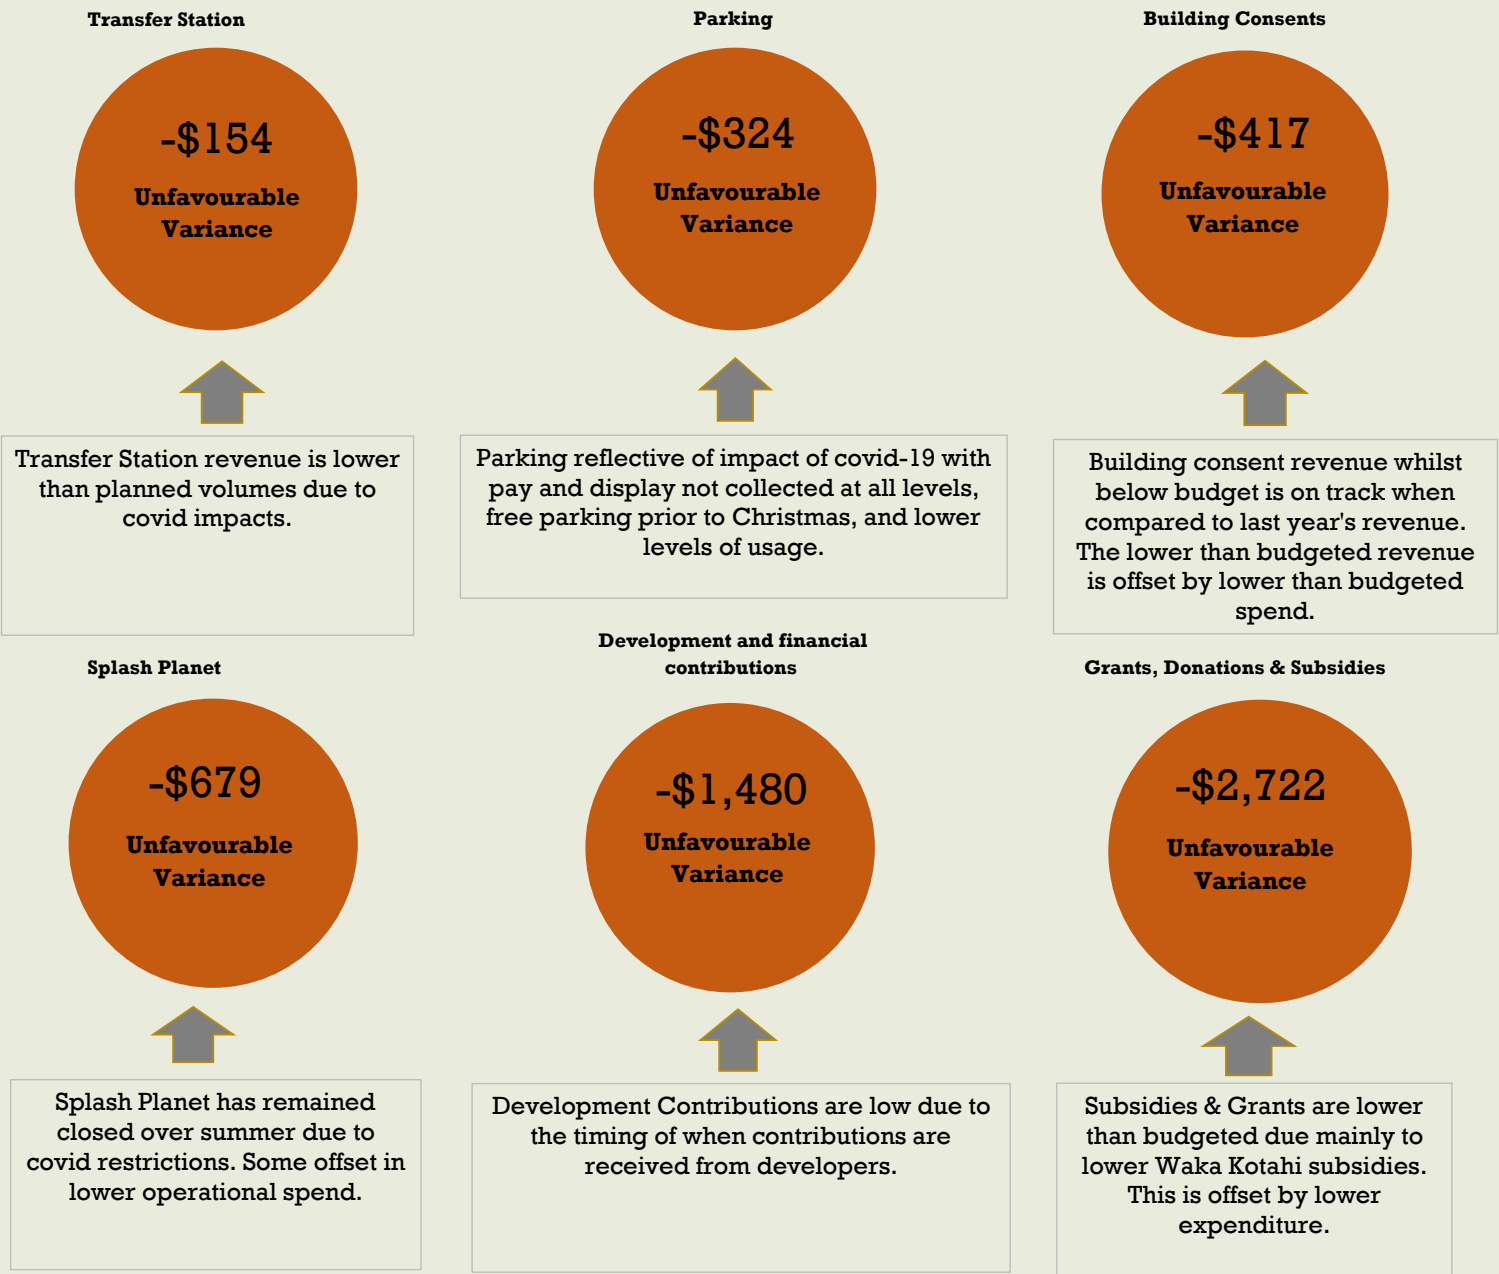 Transfer Station
-$154
Unfavourable
Variance
Transfer Station revenue is lower
than planned volumes due to
covid impacts.
Parking
-$324
Unfavourable
Variance
Parking reflective of impact of covid-19 with
pay and display not collected at all levels,
free parking prior to Christmas, and lower
levels of usage.
Building Consents
-$417
Unfavourable
Variance
Building consent revenue whilst
below budget is on track when
compared to last year's revenue.
The lower than budgeted revenue
is offset by lower than budgeted
spend.
Splash Planet
-$679
Unfavourable
Variance
Splash Planet has remained
closed over summer due to
covid restrictions. Some offset in
lower operational spend.
Development and financial
contributions
-$1,480
Unfavourable
Variance
Development Contributions are low due to
the timing of when contributions are
received from developers.
Grants, Donations & Subsidies
-$2,722
Unfavourable
Variance
Subsidies & Grants are lower
than budgeted due mainly to
lower Waka Kotahi subsidies.
This is offset by lower
expenditure.